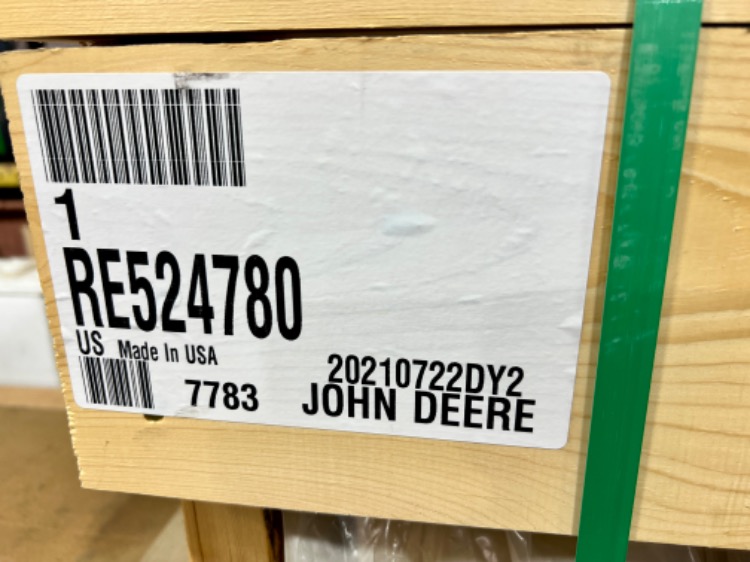 1
RE524780
US Made In USA
7783
20210722DY2
JOHN DEERE